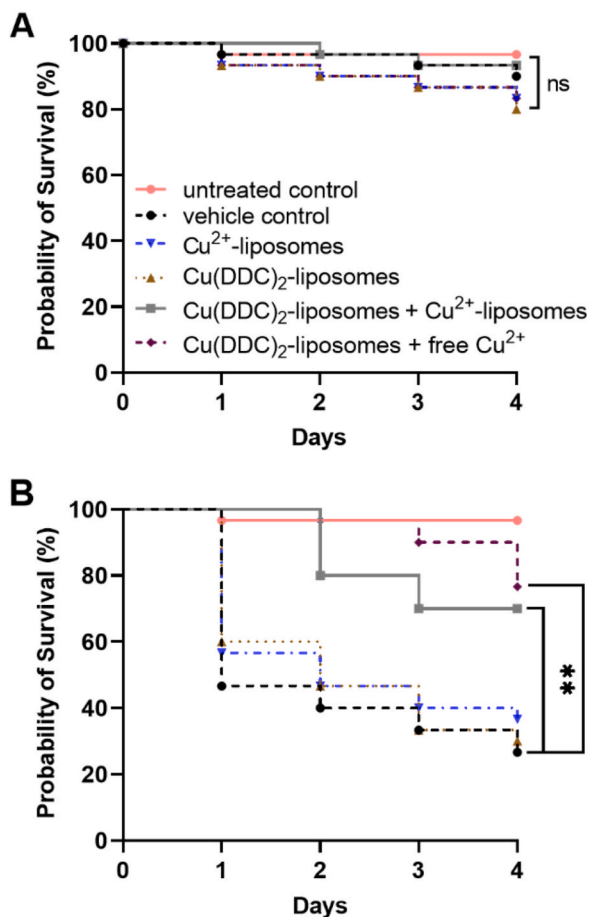 A
Probability of Survival (%)
100
80
60
40
20
0
ns
untreated control
vehicle control
Cu²⁺-liposomes
Cu(DDC)₂-liposomes
Cu(DDC)₂-liposomes + Cu²⁺-liposomes
Cu(DDC)₂-liposomes + free Cu²⁺
0 1 2 3 4
Days
B
Probability of Survival (%)
100
80
60
40
20
0
**
0 1 2 3 4
Days